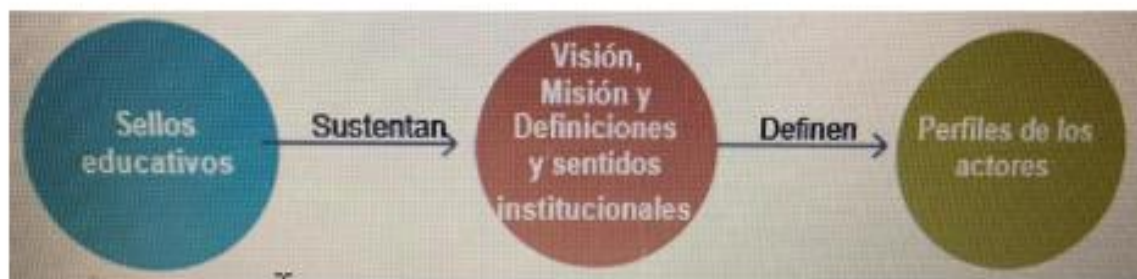 Sellos
educativos
Sustentan
Visión,
Misión y
Definiciones
y sentidos
institucionales
Definen
Perfiles de los
actores